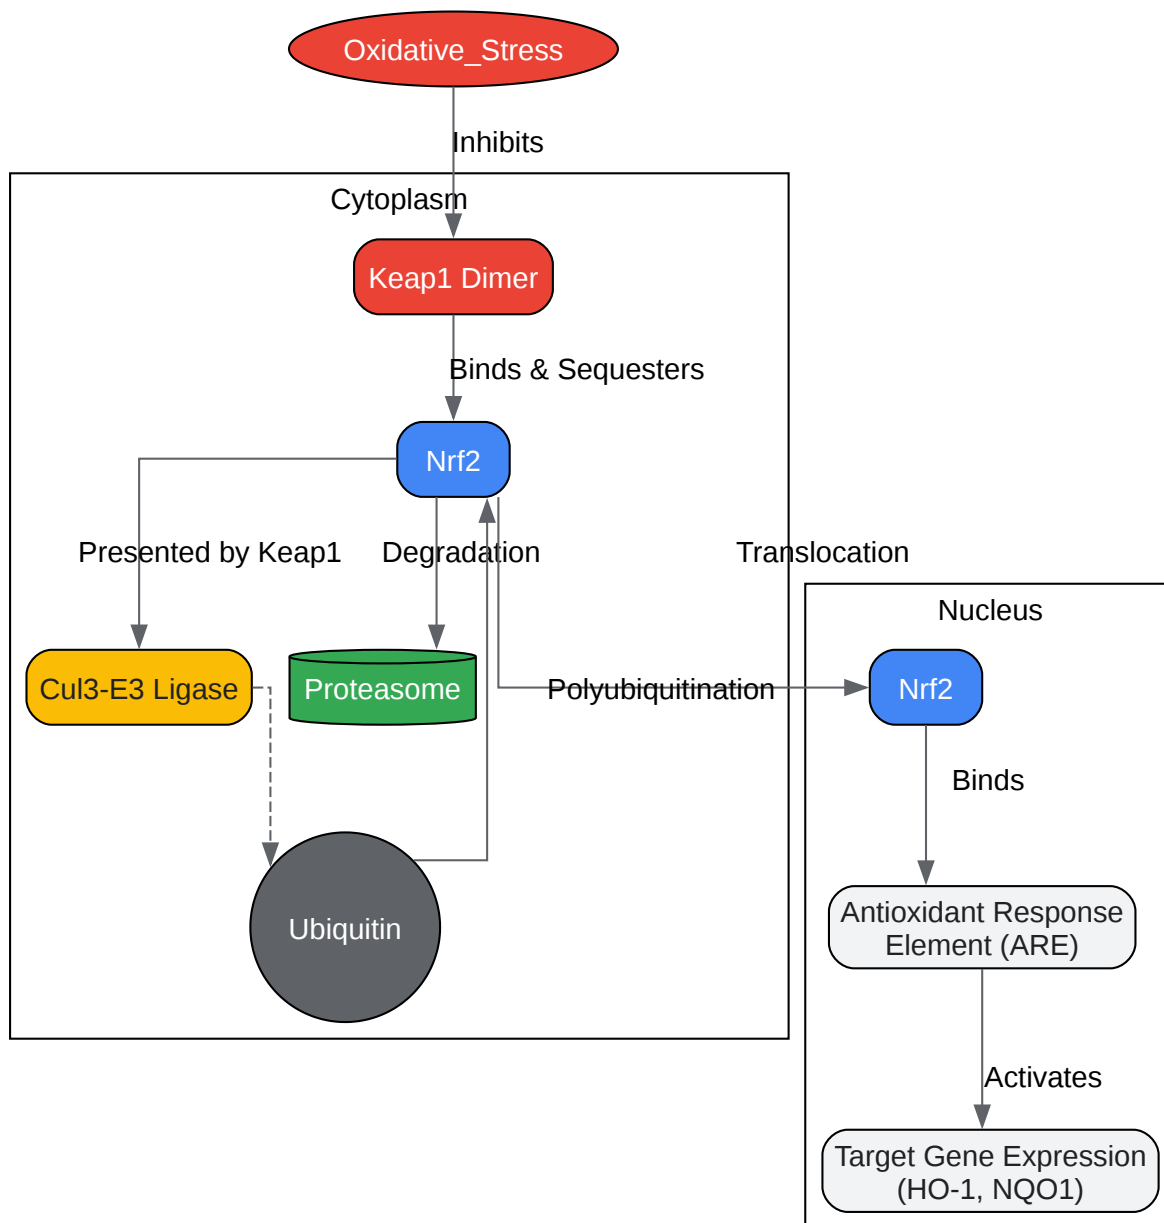 Oxidative_Stress
Inhibits
Cytoplasm
Keap1 Dimer
Binds & Sequesters
Nrf2
Presented by Keap1
Degradation
Translocation
Nucleus
Cul3-E3 Ligase
Proteasome
Polyubiquitination
Nrf2
Binds
Ubiquitin
Antioxidant Response
Element (ARE)
Activates
Target Gene Expression
(HO-1, NQO1)